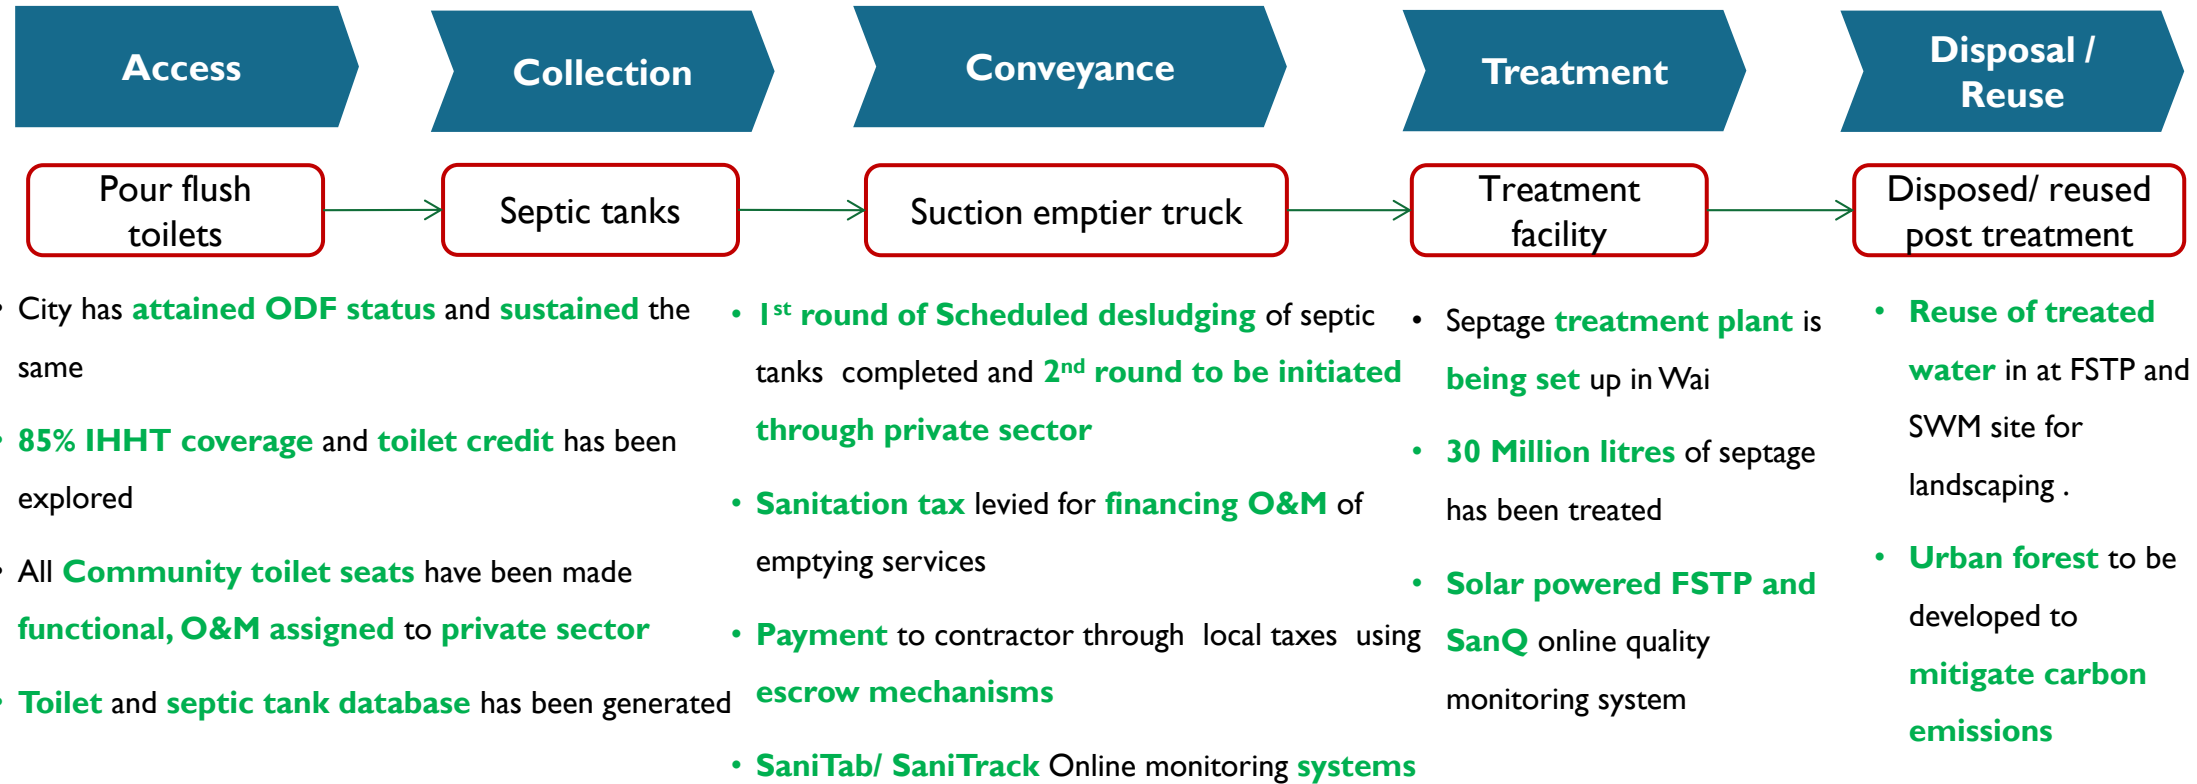 Access
Collection
Conveyance
Treatment
Disposal /
Reuse
Pour flush
toilets
Septic tanks
Suction emptier truck
Treatment
facility
Disposed/ reused
post treatment
• City has attained ODF status and sustained the
same
• 85% IHHT coverage and toilet credit has been
explored
• All Community toilet seats have been made
functional, O&M assigned to private sector
• Toilet and septic tank database has been generated
• 1st round of Scheduled desludging of septic
tanks completed and 2nd round to be initiated
through private sector
• Sanitation tax levied for financing O&M of
emptying services
• Payment to contractor through local taxes using
escrow mechanisms
• SaniTab/ SaniTrack Online monitoring systems
• Septage treatment plant is
being set up in Wai
• 30 Million litres of septage
has been treated
• Solar powered FSTP and
SanQ online quality
monitoring system
• Reuse of treated
water in at FSTP and
SWM site for
landscaping .
• Urban forest to be
developed to
mitigate carbon
emissions